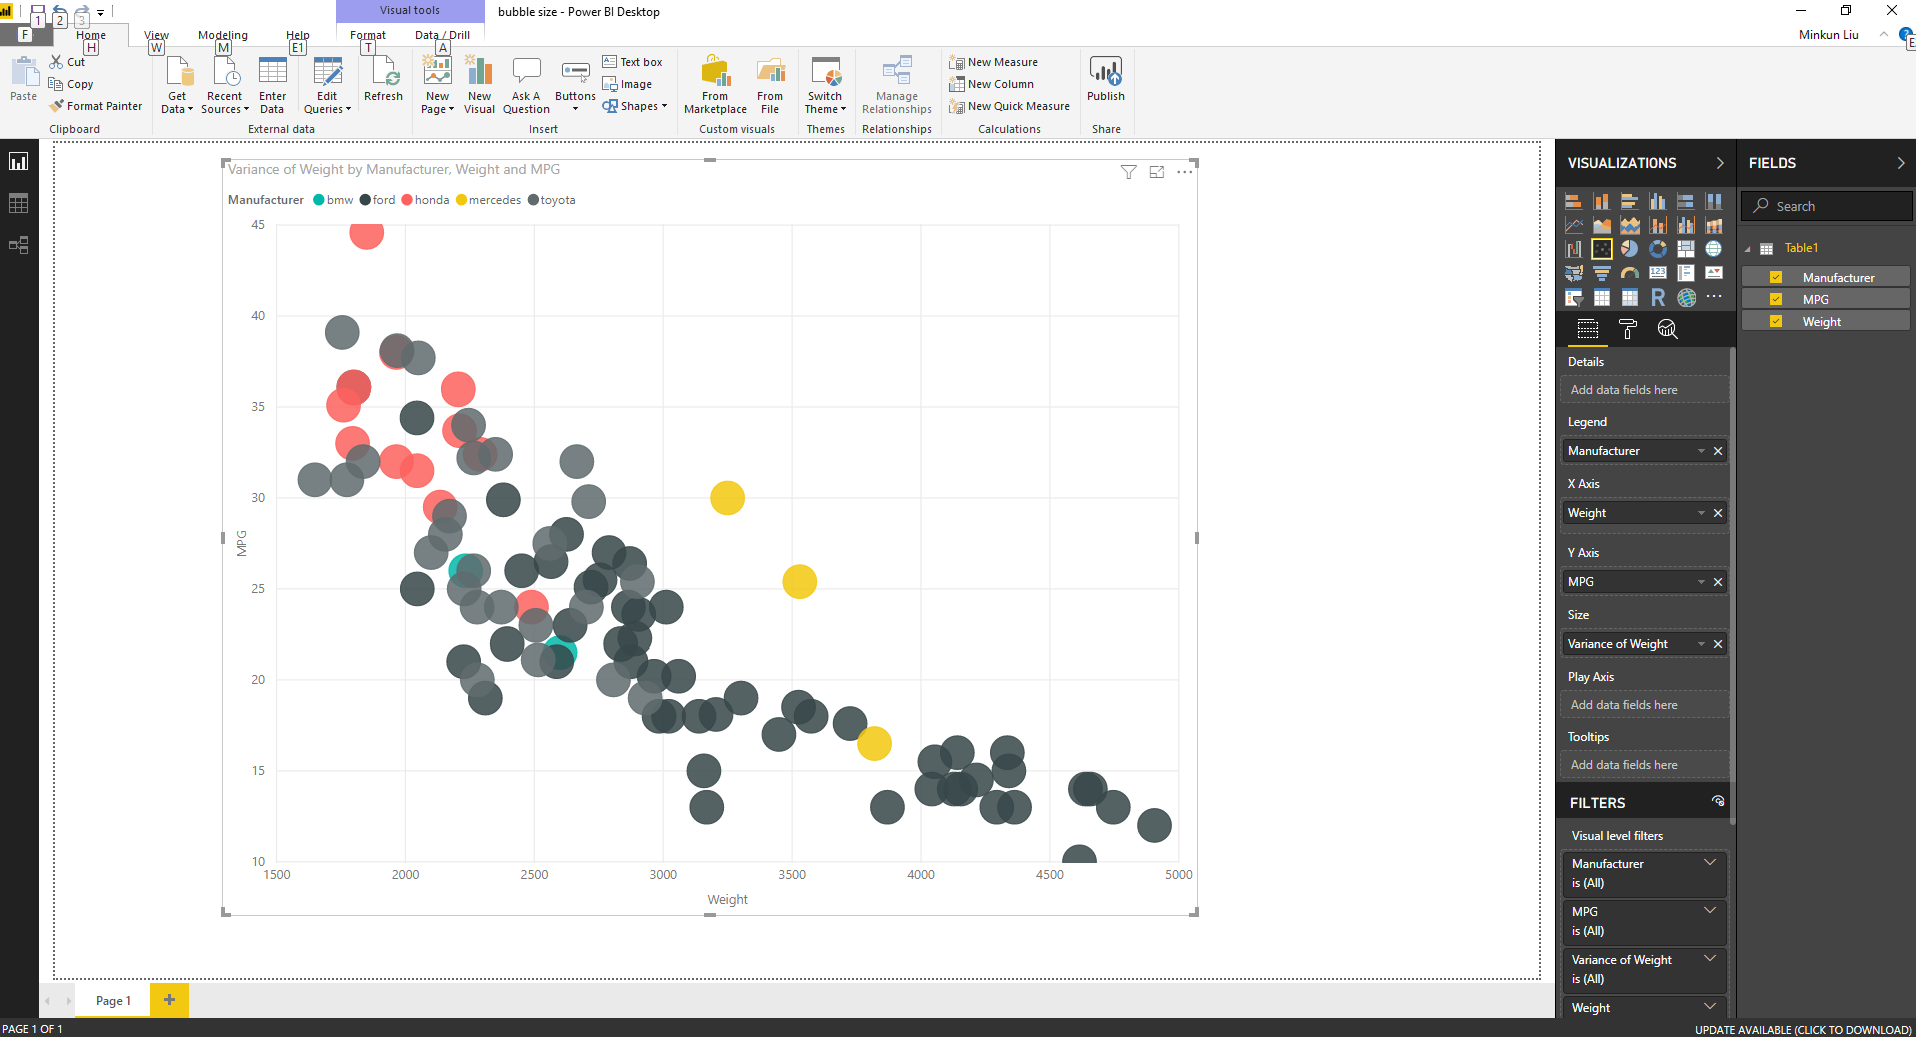 Visual tools
bubble size - Power BI Desktop
1 2 3
F Home View Modeling Help Format Data / Drill
Minkun Liu
H W M E1 T A E
Paste
Cut
Copy
Format Painter
Clipboard
Get Data
Recent Sources
Enter Data
Edit Queries
Refresh
External data
New Page
New Visual
Ask A Question
Buttons
Text box
Image
Shapes
Insert
From Marketplace
From File
Custom visuals
Switch Theme
Themes
Manage Relationships
Relationships
New Measure
New Column
New Quick Measure
Calculations
Publish
Share
Variance of Weight by Manufacturer, Weight and MPG
Manufacturer bmw ford honda mercedes toyota
45
40
35
30
25
20
15
10
MPG
1500 2000 2500 3000 3500 4000 4500 5000
Weight
VISUALIZATIONS
123
R
Details
Add data fields here
Legend
Manufacturer
X Axis
Weight
Y Axis
MPG
Size
Variance of Weight
Play Axis
Add data fields here
Tooltips
Add data fields here
FILTERS
Visual level filters
Manufacturer
is (All)
MPG
is (All)
Variance of Weight
is (All)
Weight
FIELDS
Search
Table1
Manufacturer
MPG
Weight
Page 1
PAGE 1 OF 1
UPDATE AVAILABLE (CLICK TO DOWNLOAD)